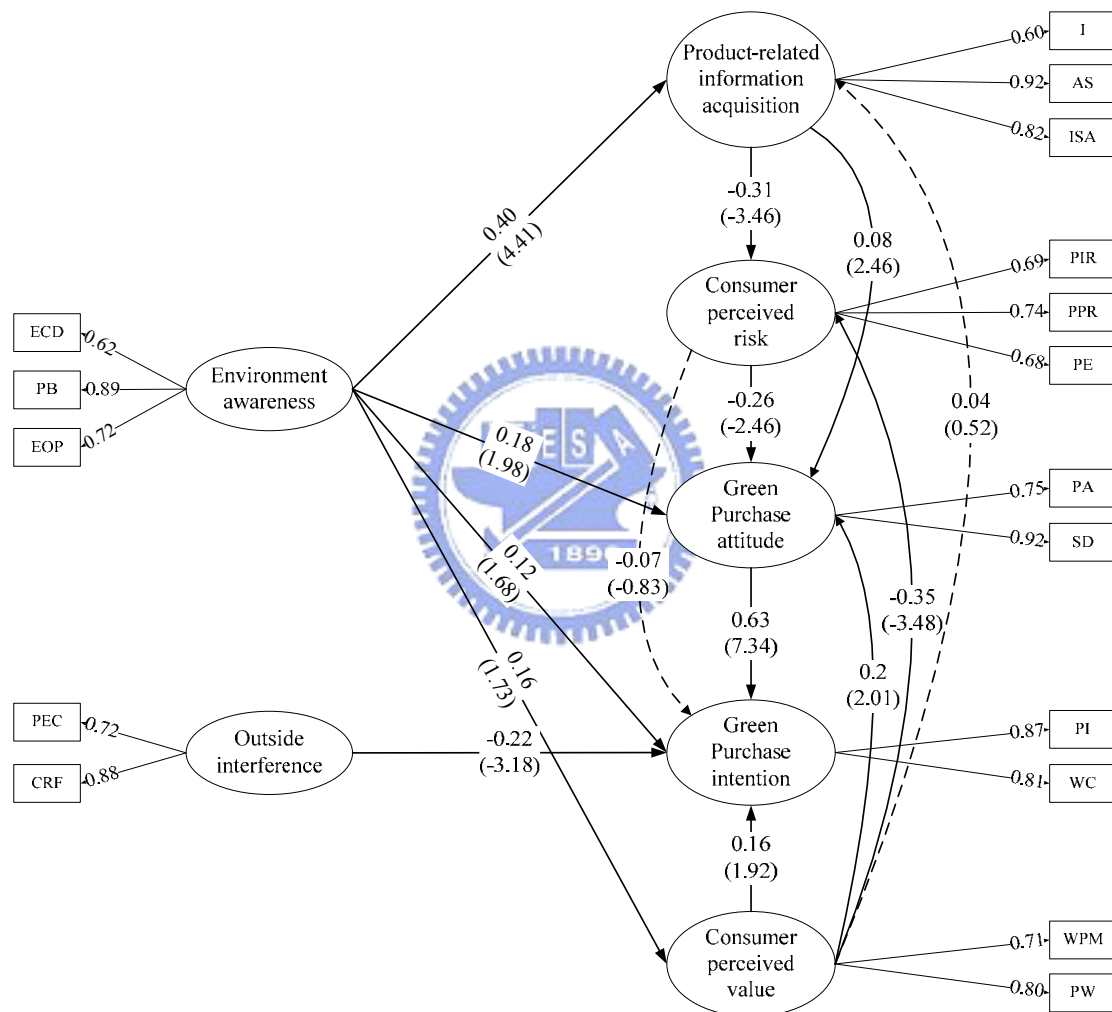 Product-related
information
acquisition
0.60
I
0.92
AS
0.82
ISA
-0.31
(-3.46)
0.40
(4.41)
0.08
(2.46)
Consumer
perceived
risk
0.69
PIR
0.74
PPR
0.68
PE
ECD
0.62
PB
0.89
EOP
0.72
Environment
awareness
-0.26
(-2.46)
0.04
(0.52)
0.18
(1.98)
E S A
Green
Purchase
attitude
0.75
PA
0.92
SD
1896
0.12
(1.68)
-0.07
(-0.83)
0.63
(7.34)
-0.35
(-3.48)
0.16
(1.73)
0.2
(2.01)
PEC
0.72
CRF
0.88
Outside
interference
-0.22
(-3.18)
Green
Purchase
intention
0.87
PI
0.81
WC
0.16
(1.92)
Consumer
perceived
value
0.71
WPM
0.80
PW